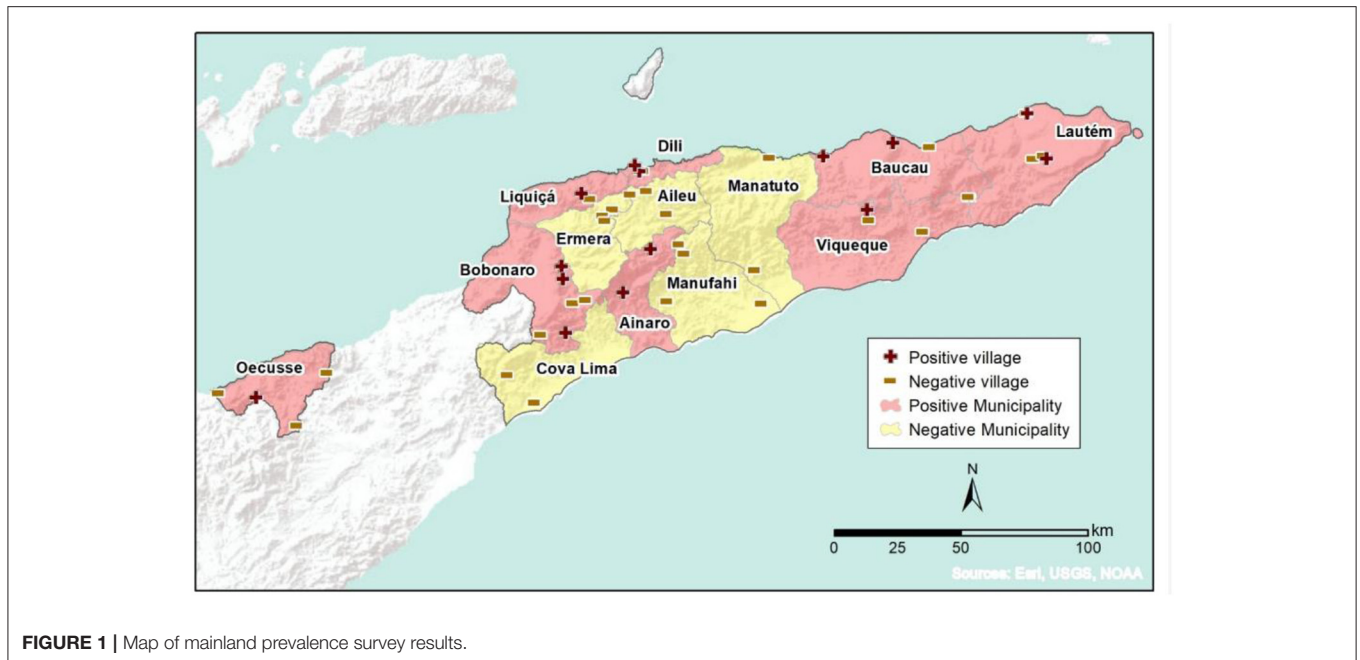 Dili
Lautém
Baucau
Manatuto
Aileu
Liquiçá
Ermera
Viqueque
Bobonaro
Manufahi
Ainaro
Oecusse
Cova Lima
Positive village
Negative village
Positive Municipality
Negative Municipality
N
km
0 25 50 100
Sources: Esri, USGS, NOAA
FIGURE 1 | Map of mainland prevalence survey results.